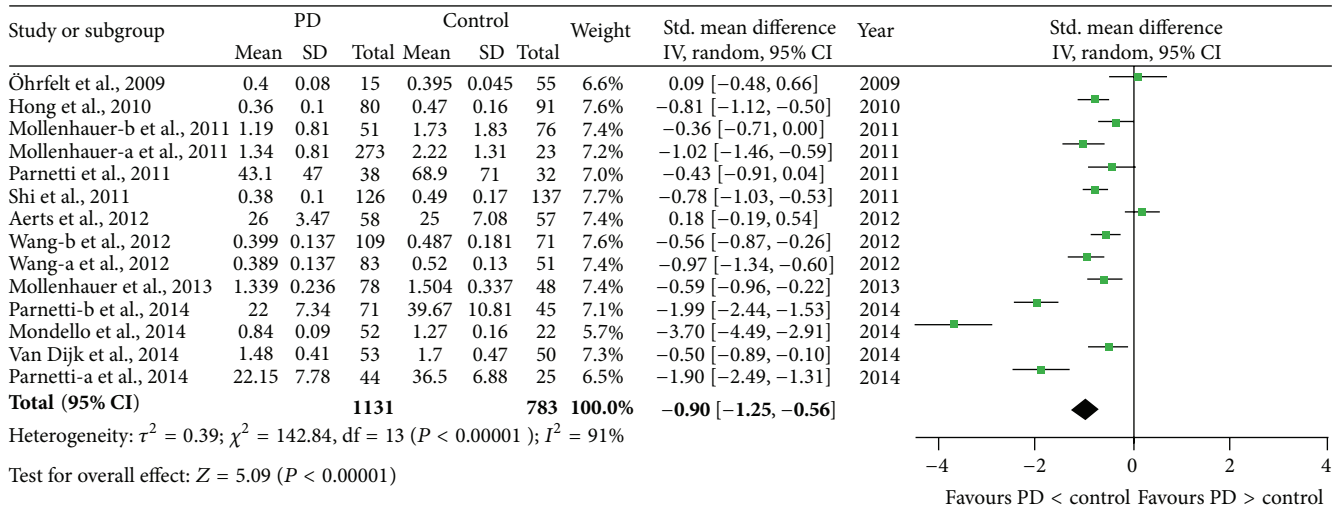 Study or subgroup PD Control Weight Std. mean difference Year Std. mean difference
Mean SD Total Mean SD Total IV, random, 95% CI IV, random, 95% CI
Öhrfelt et al., 2009 0.4 0.08 15 0.395 0.045 55 6.6% 0.09 [−0.48, 0.66] 2009
Hong et al., 2010 0.36 0.1 80 0.47 0.16 91 7.6% −0.81 [−1.12, −0.50] 2010
Mollenhauer-b et al., 2011 1.19 0.81 51 1.73 1.83 76 7.4% −0.36 [−0.71, 0.00] 2011
Mollenhauer-a et al., 2011 1.34 0.81 273 2.22 1.31 23 7.2% −1.02 [−1.46, −0.59] 2011
Parnetti et al., 2011 43.1 47 38 68.9 71 32 7.0% −0.43 [−0.91, 0.04] 2011
Shi et al., 2011 0.38 0.1 126 0.49 0.17 137 7.7% −0.78 [−1.03, −0.53] 2011
Aerts et al., 2012 26 3.47 58 25 7.08 57 7.4% 0.18 [−0.19, 0.54] 2012
Wang-b et al., 2012 0.399 0.137 109 0.487 0.181 71 7.6% −0.56 [−0.87, −0.26] 2012
Wang-a et al., 2012 0.389 0.137 83 0.52 0.13 51 7.4% −0.97 [−1.34, −0.60] 2012
Mollenhauer et al., 2013 1.339 0.236 78 1.504 0.337 48 7.4% −0.59 [−0.96, −0.22] 2013
Parnetti-b et al., 2014 22 7.34 71 39.67 10.81 45 7.1% −1.99 [−2.44, −1.53] 2014
Mondello et al., 2014 0.84 0.09 52 1.27 0.16 22 5.7% −3.70 [−4.49, −2.91] 2014
Van Dijk et al., 2014 1.48 0.41 53 1.7 0.47 50 7.3% −0.50 [−0.89, −0.10] 2014
Parnetti-a et al., 2014 22.15 7.78 44 36.5 6.88 25 6.5% −1.90 [−2.49, −1.31] 2014
Total (95% CI) 1131 783 100.0% −0.90 [−1.25, −0.56]
Heterogeneity: τ² = 0.39; χ² = 142.84, df = 13 (P < 0.00001 ); I² = 91%
Test for overall effect: Z = 5.09 (P < 0.00001)
−4 −2 0 2 4
Favours PD < control Favours PD > control